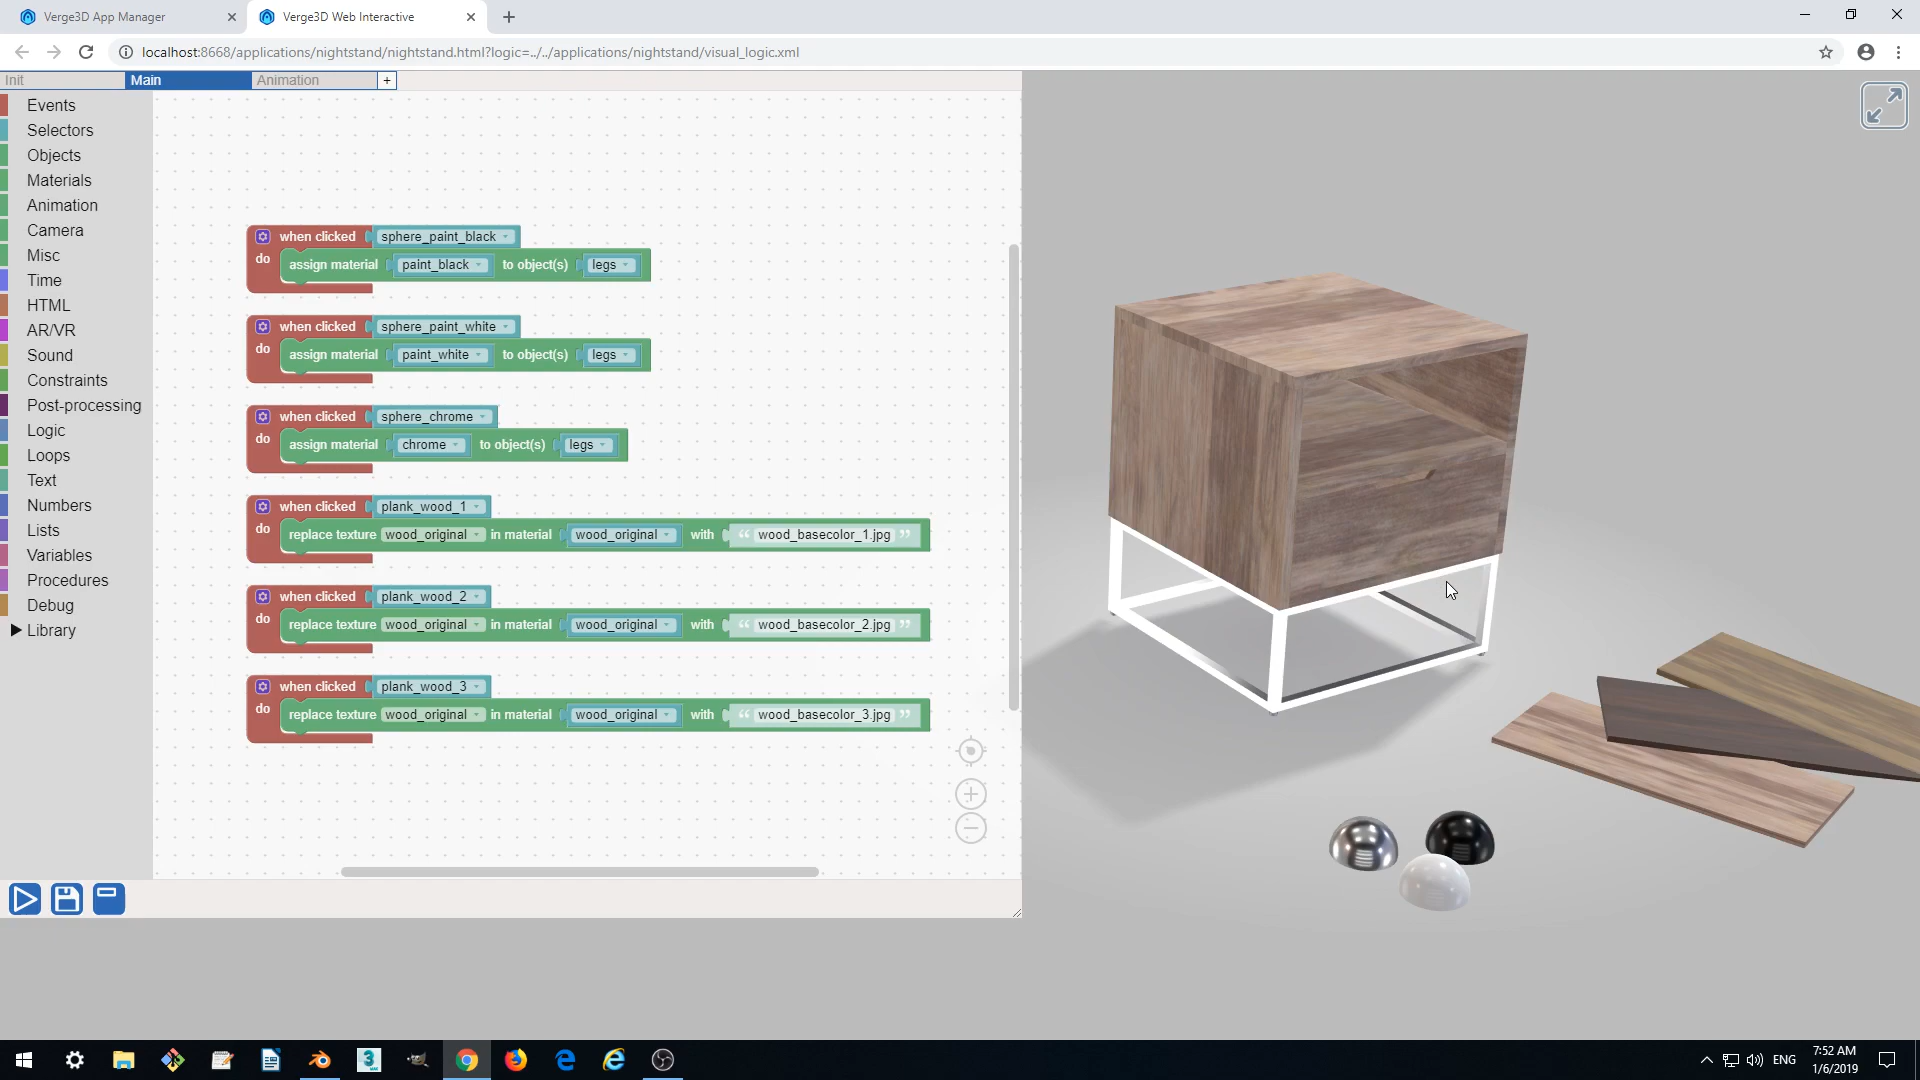 Verge3D App Manager
Verge3D Web Interactive
localhost:8668/applications/nightstand/nightstand.html?logic=../../applications/nightstand/visual_logic.xml
Init Main Animation +
Events
Selectors
Objects
Materials
Animation
Camera
Misc
Time
HTML
AR/VR
Sound
Constraints
Post-processing
Logic
Loops
Text
Numbers
Lists
Variables
Procedures
Debug
Library
when clicked sphere_paint_black
do assign material paint_black to object(s) legs
when clicked sphere_paint_white
do assign material paint_white to object(s) legs
when clicked sphere_chrome
do assign material chrome to object(s) legs
when clicked plank_wood_1
do replace texture wood_original in material wood_original with “ wood_basecolor_1.jpg ”
when clicked plank_wood_2
do replace texture wood_original in material wood_original with “ wood_basecolor_2.jpg ”
when clicked plank_wood_3
do replace texture wood_original in material wood_original with “ wood_basecolor_3.jpg ”
ENG
7:52 AM
1/6/2019